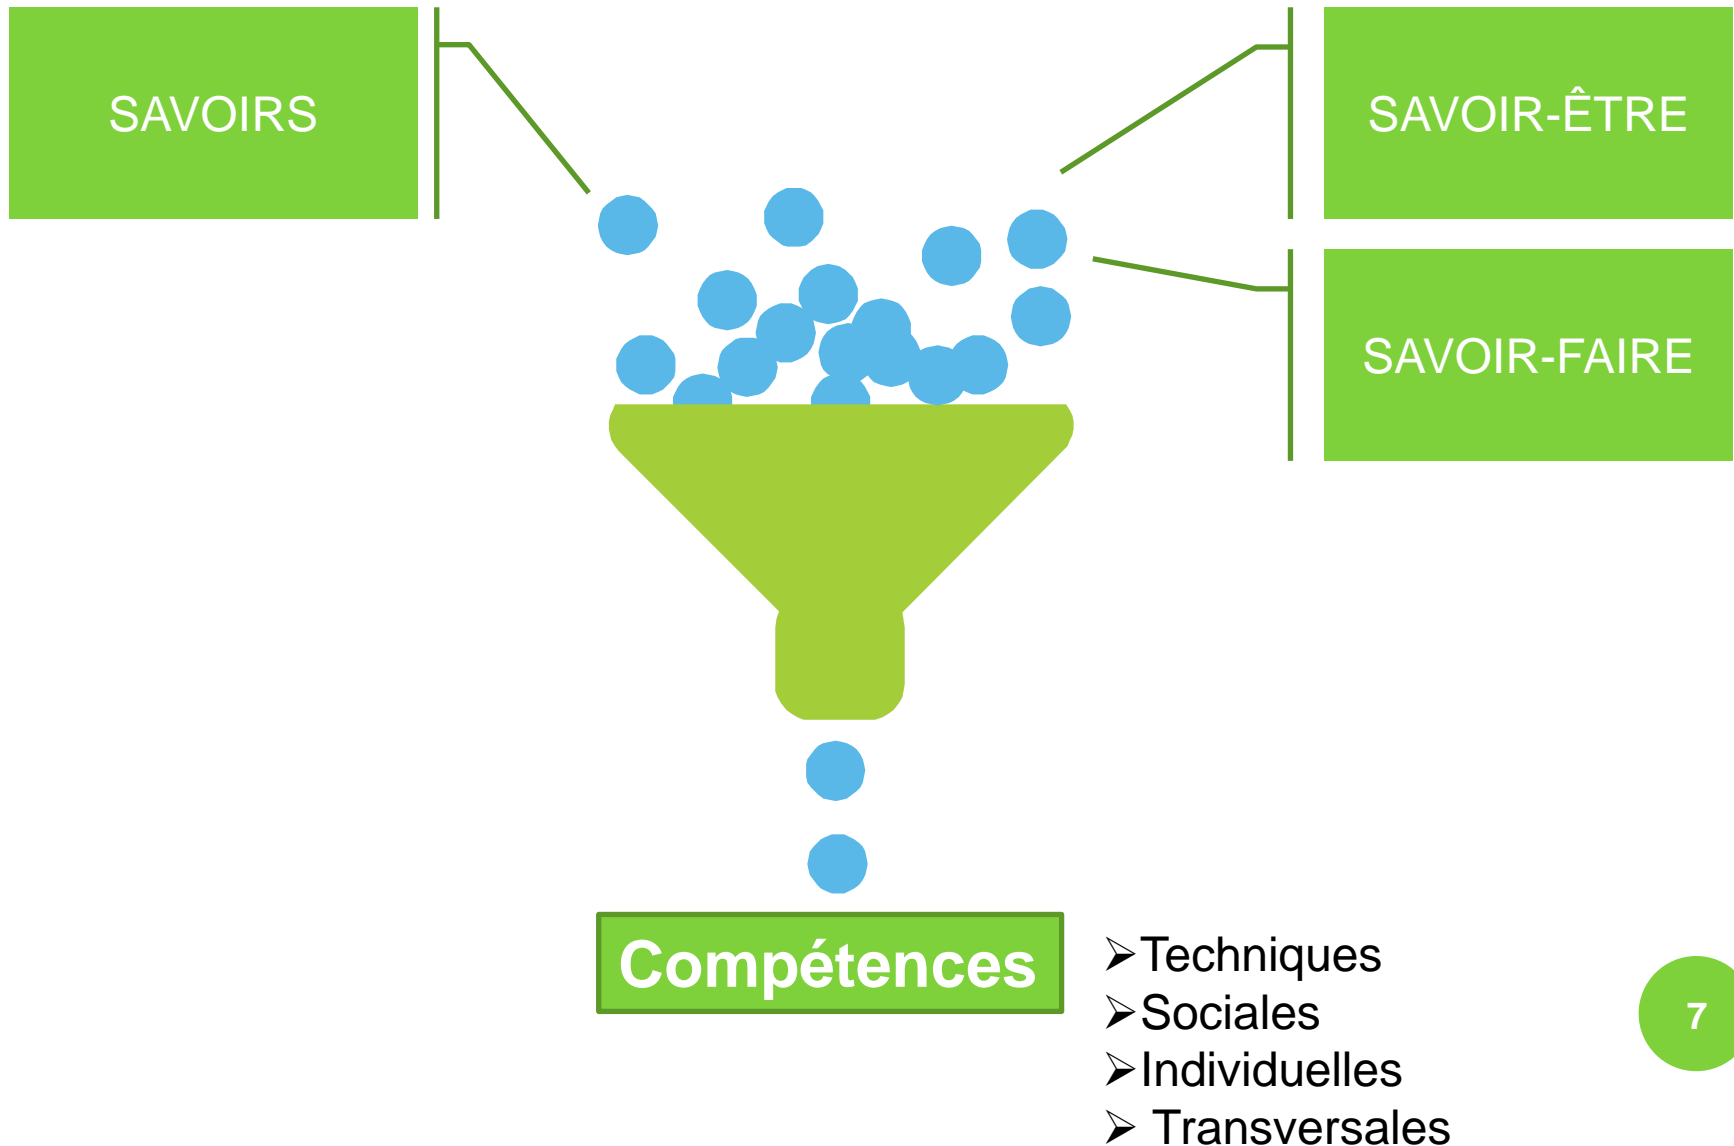 SAVOIRS
SAVOIR-ÊTRE
SAVOIR-FAIRE
Compétences
➢Techniques
➢Sociales
➢Individuelles
➢ Transversales
7